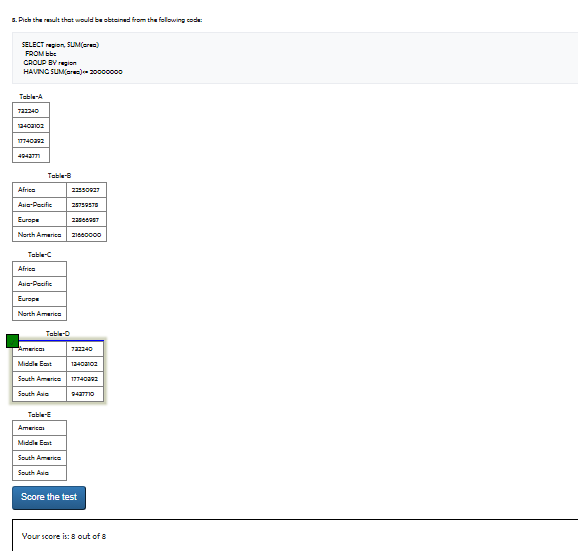 8. Pick the result that would be obtained from the following code:
SELECT region, SUM(area)
FROM bbc
GROUP BY region
HAVING SUM(area)<= 20000000
Table-A
732240
13403102
17740392
4943771
Table-B
Africa 22550927
Asia-Pacific 28759578
Europe 23866987
North America 21660000
Table-C
Africa
Asia-Pacific
Europe
North America
Table-D
Americas 732240
Middle East 13403102
South America 17740392
South Asia 9437710
Table-E
Americas
Middle East
South America
South Asia
Score the test
Your score is: 8 out of 8